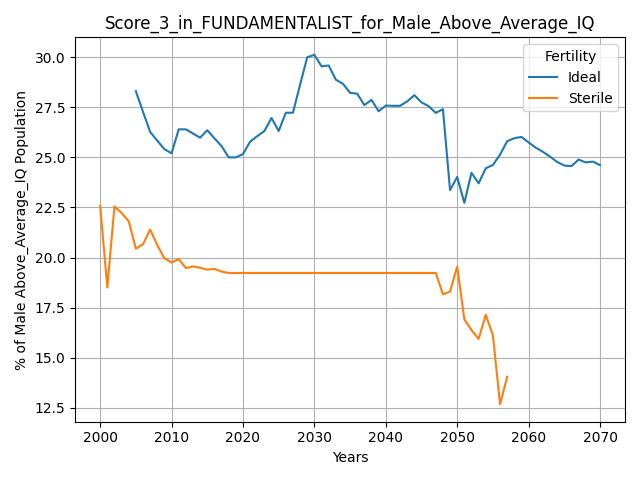 Score_3_in_FUNDAMENTALIST_for_Male_Above_Average_IQ
% of Male Above_Average_IQ Population
30.0
27.5
25.0
22.5
20.0
17.5
15.0
12.5
Fertility
Ideal
Sterile
2000 2010 2020 2030 2040 2050 2060 2070
Years